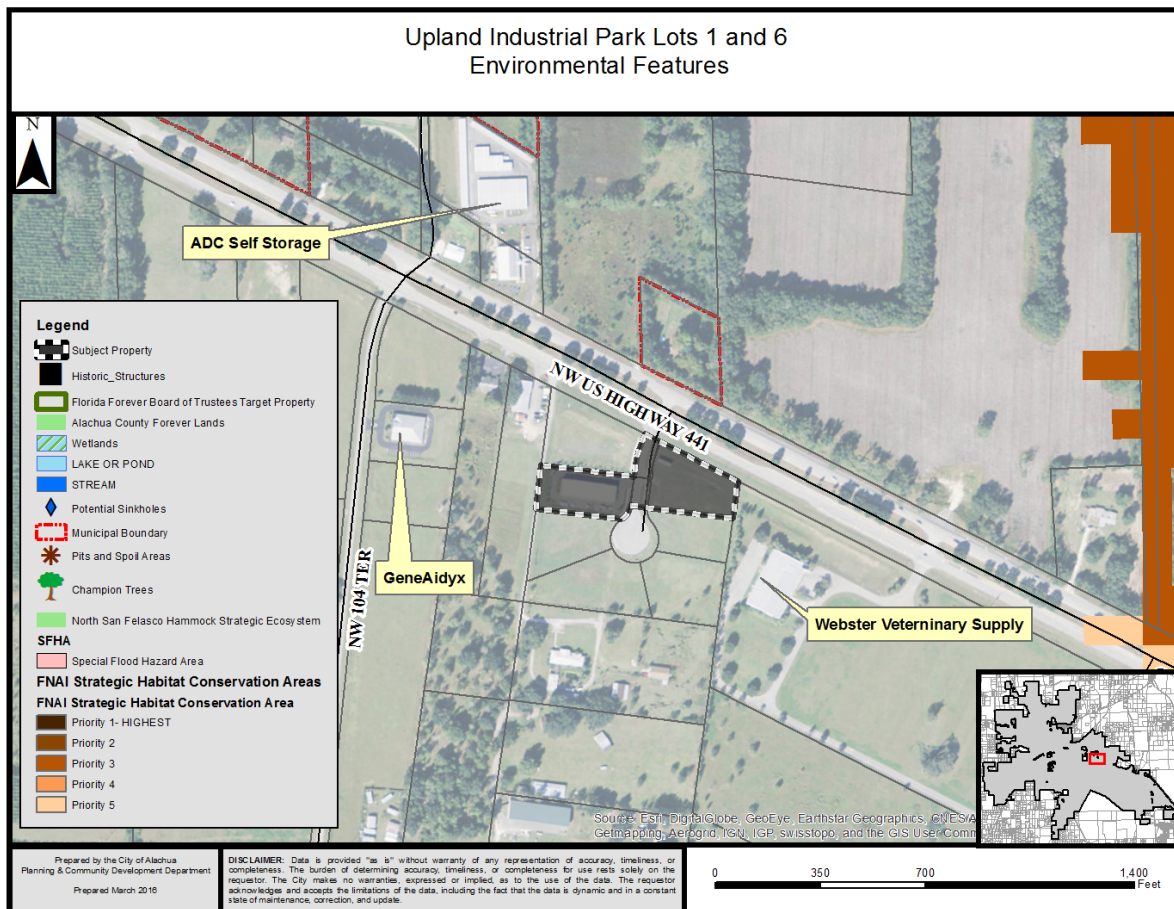 Upland Industrial Park Lots 1 and 6
Environmental Features
N
ADC Self Storage
NW US HIGHWAY 441
GeneAidyx
NW 104 TER
Webster Veterninary Supply
Legend
Subject Property
Historic_Structures
Florida Forever Board of Trustees Target Property
Alachua County Forever Lands
Wetlands
LAKE OR POND
STREAM
Potential Sinkholes
Municipal Boundary
Pits and Spoil Areas
Champion Trees
North San Felasco Hammock Strategic Ecosystem
SFHA
Special Flood Hazard Area
FNAI Strategic Habitat Conservation Areas
FNAI Strategic Habitat Conservation Area
Priority 1- HIGHEST
Priority 2
Priority 3
Priority 4
Priority 5
Source: Esri, DigitalGlobe, GeoEye, Earthstar Geographics, CNES/A
Getmapping, Aerogrid, IGN, IGP, swisstopo, and the GIS User Comm
Prepared by the City of Alachua
Planning & Community Development Department
Prepared March 2016
DISCLAIMER: Data is provided "as is" without warranty of any representation of accuracy, timeliness, or
completeness. The burden of determining accuracy, timeliness, or completeness for use rests solely on the
requestor. The City makes no warranties, expressed or implied, as to the use of the data. The requestor
acknowledges and accepts the limitations of the data, including the fact that the data is dynamic and in a constant
state of maintenance, correction, and update.
0 350 700 1,400
Feet